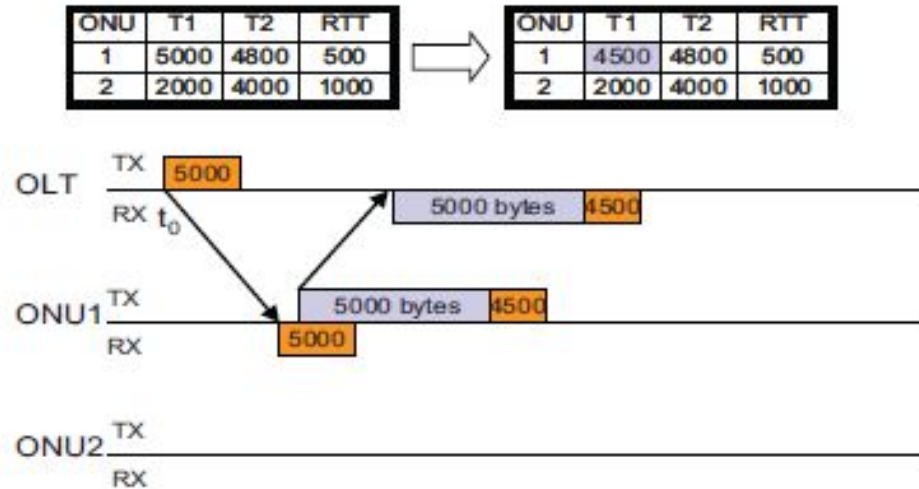 ONU T1 T2 RTT
1 5000 4800 500
2 2000 4000 1000
ONU T1 T2 RTT
1 4500 4800 500
2 2000 4000 1000
TX
5000
OLT
5000 bytes 4500
RX t0
TX
5000 bytes 4500
ONU1
5000
RX
TX
ONU2
RX